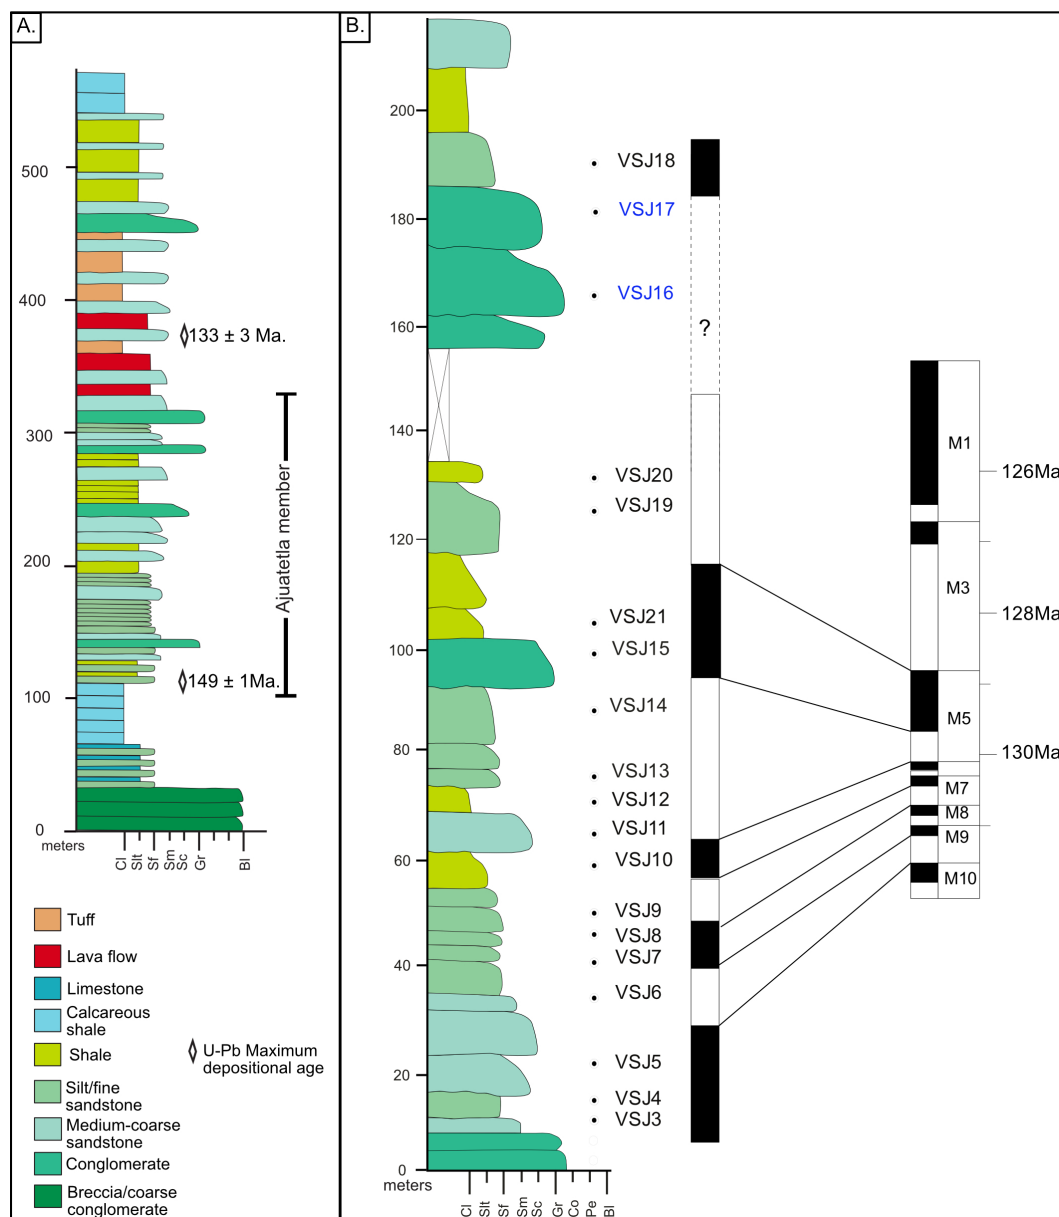 A.
500
400
300
200
100
0
meters
Cl
Slt
Sf
Sm
Sc
Gr
Bl
133 ± 3 Ma.
Ajuatetla member
149 ± 1Ma.
Tuff
Lava flow
Limestone
Calcareous
shale
Shale
Silt/fine
sandstone
Medium-coarse
sandstone
Conglomerate
Breccia/coarse
conglomerate
U-Pb Maximum
depositional age
B.
200
180
160
140
120
100
80
60
40
20
0
meters
Cl
Slt
Sf
Sm
Sc
Gr
Co
Pe
Bl
VSJ18
VSJ17
VSJ16
VSJ20
VSJ19
VSJ21
VSJ15
VSJ14
VSJ13
VSJ12
VSJ11
VSJ10
VSJ9
VSJ8
VSJ7
VSJ6
VSJ5
VSJ4
VSJ3
?
M1
M3
M5
M7
M8
M9
M10
126Ma
128Ma
130Ma